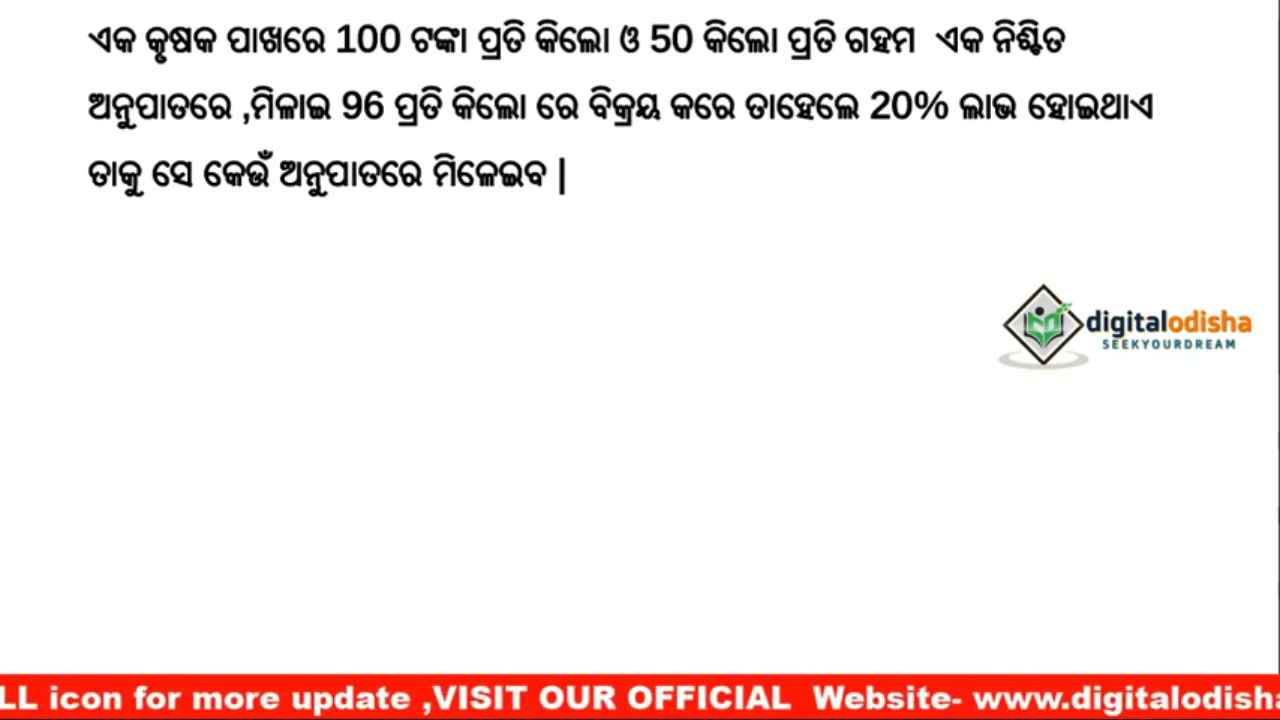 ଏକ କୃଷକ ପାଖରେ 100 ଟଙ୍କା ପ୍ରତି କିଲୋ ଓ 50 କିଲୋ ପ୍ରତି ଗହମ ଏକ ନିଶ୍ଚିତ
ଅନୁପାତରେ ,ମିଳାଇ 96 ପ୍ରତି କିଲୋ ରେ ବିକ୍ରୟ କରେ ତାହେଲେ 20% ଲାଭ ହୋଇଥାଏ
ତାକୁ ସେ କେଉଁ ଅନୁପାତରେ ମିଳେଇବ |
digitalodisha
SEEKYOURDREAM
LL icon for more update ,VISIT OUR OFFICIAL Website- www.digitalodisha